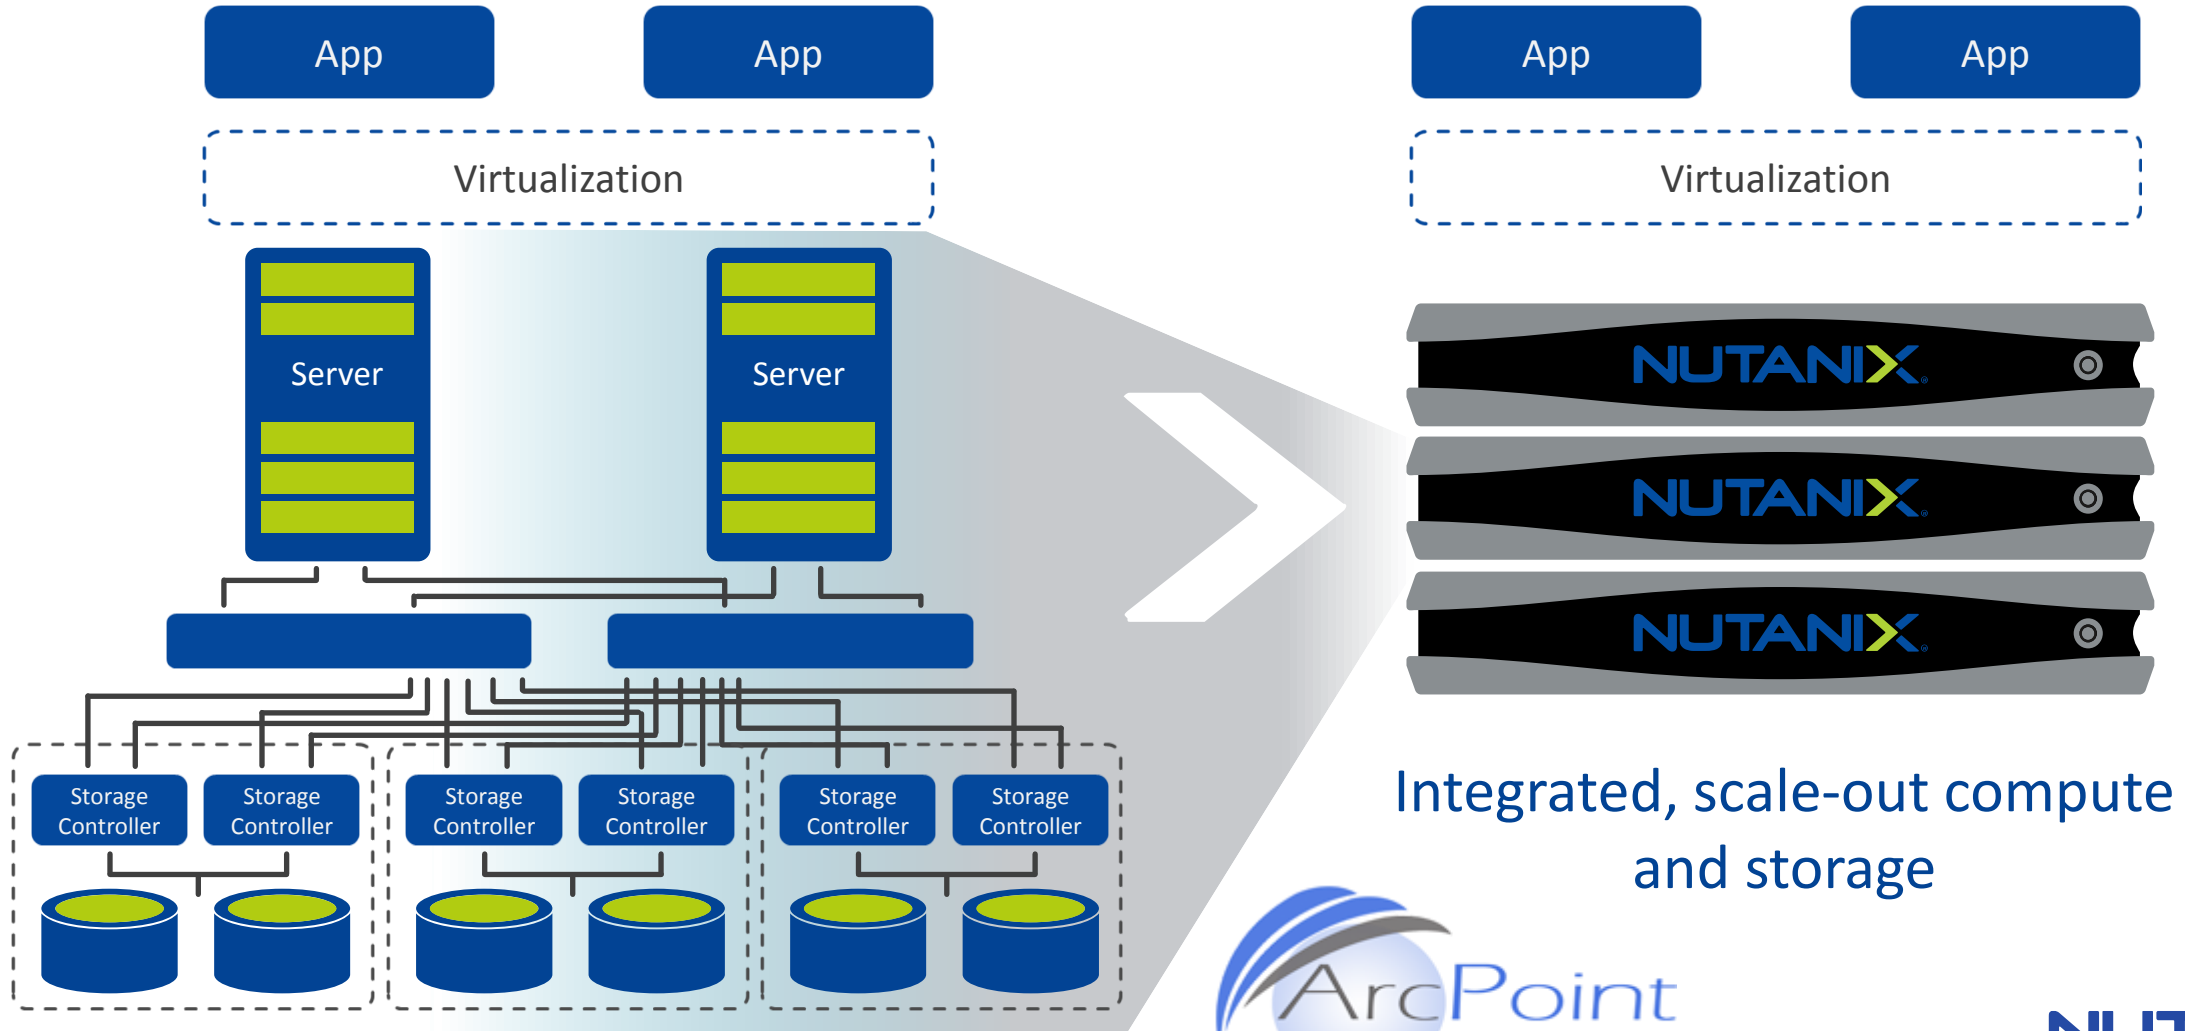 App
App
Virtualization
Server
Server
Storage
Controller
Storage
Controller
Storage
Controller
Storage
Controller
Storage
Controller
Storage
Controller
App
App
Virtualization
NUTANIX®
NUTANIX®
NUTANIX®
Integrated, scale-out compute
and storage
ArcPoint